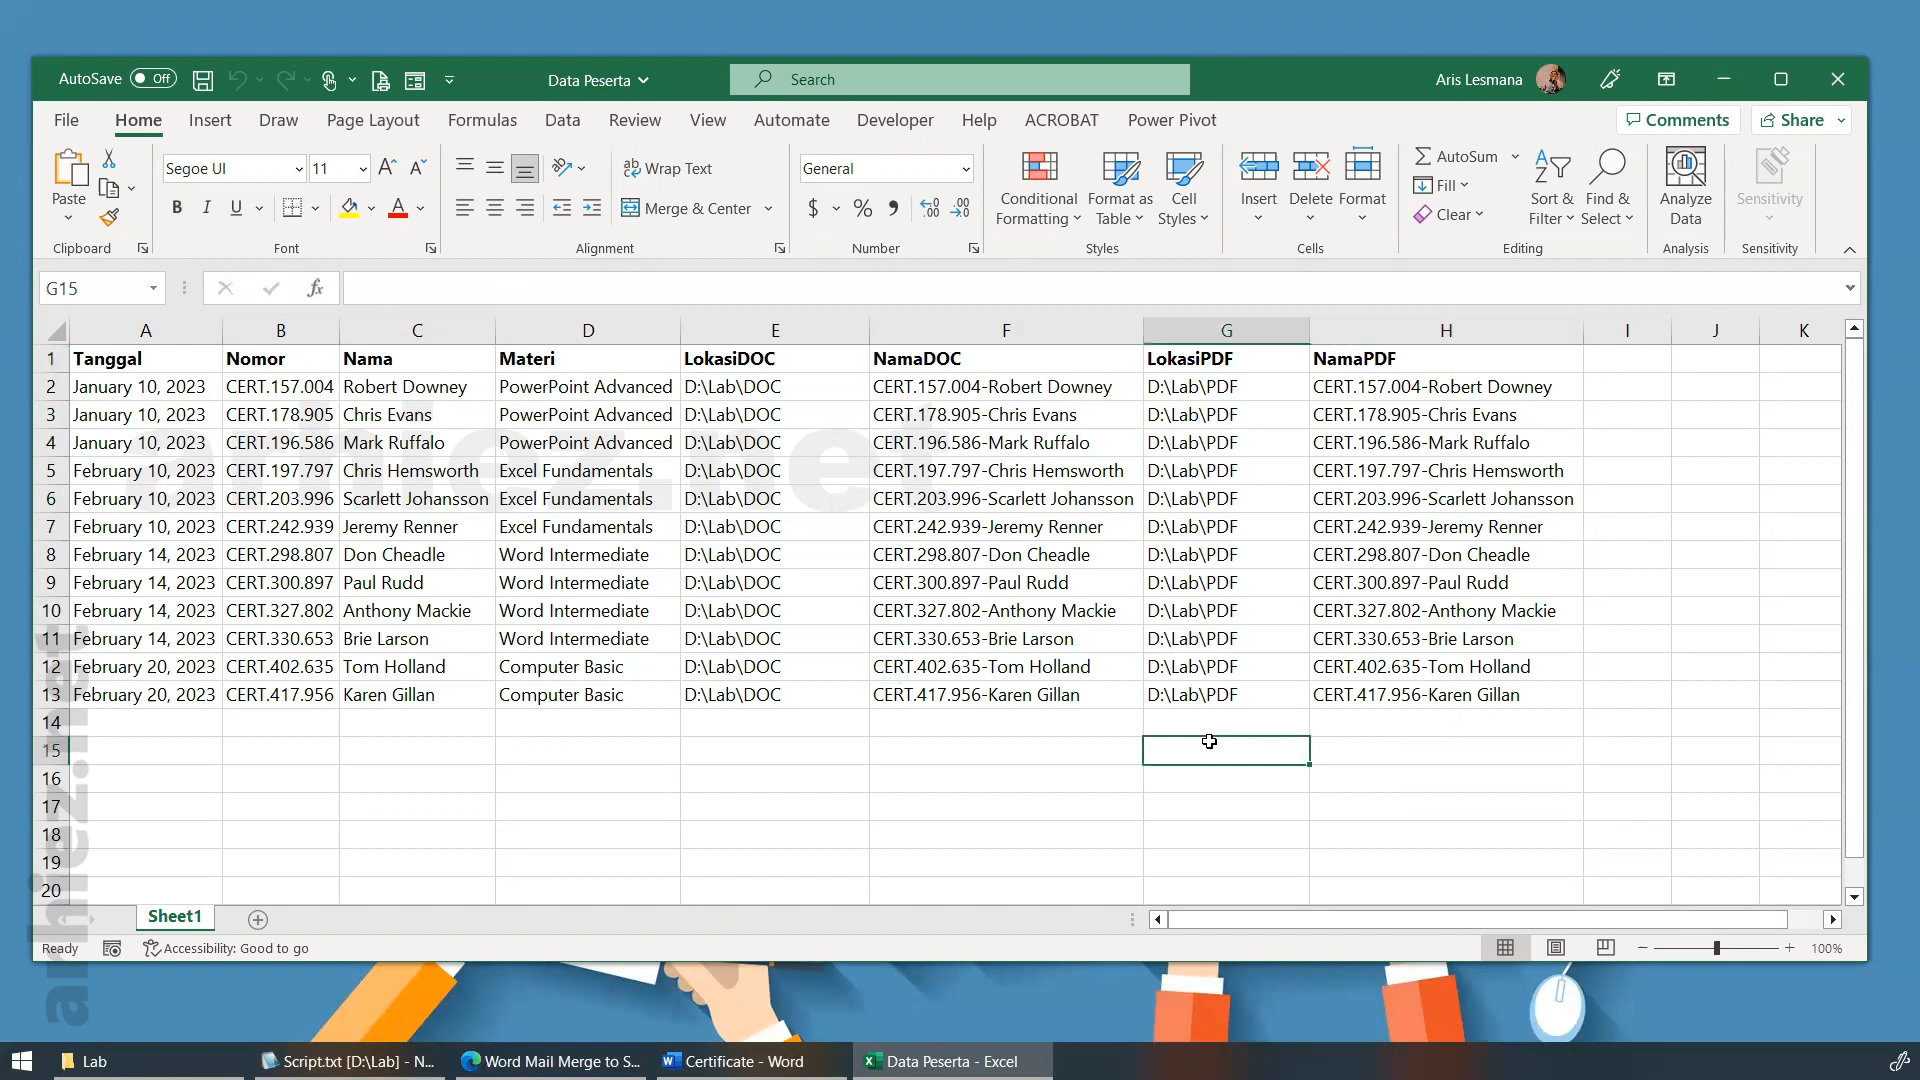 AutoSave Off Data Peserta Search Aris Lesmana
File Home Insert Draw Page Layout Formulas Data Review View Automate Developer Help ACROBAT Power Pivot Comments Share
Paste Segoe UI 11 Wrap Text General Conditional Formatting Format as Table Cell Styles Insert Delete Format AutoSum Sort & Filter Find & Select Analyze Data Sensitivity
B I U Merge & Center $ % Fill
Clear
Clipboard Font Alignment Number Styles Cells Editing Analysis Sensitivity
G15 fx
A B C D E F G H I J K
1 Tanggal Nomor Nama Materi LokasiDOC NamaDOC LokasiPDF NamaPDF
2 January 10, 2023 CERT.157.004 Robert Downey PowerPoint Advanced D:\Lab\DOC CERT.157.004-Robert Downey D:\Lab\PDF CERT.157.004-Robert Downey
3 January 10, 2023 CERT.178.905 Chris Evans PowerPoint Advanced D:\Lab\DOC CERT.178.905-Chris Evans D:\Lab\PDF CERT.178.905-Chris Evans
4 January 10, 2023 CERT.196.586 Mark Ruffalo PowerPoint Advanced D:\Lab\DOC CERT.196.586-Mark Ruffalo D:\Lab\PDF CERT.196.586-Mark Ruffalo
5 February 10, 2023 CERT.197.797 Chris Hemsworth Excel Fundamentals D:\Lab\DOC CERT.197.797-Chris Hemsworth D:\Lab\PDF CERT.197.797-Chris Hemsworth
6 February 10, 2023 CERT.203.996 Scarlett Johansson Excel Fundamentals D:\Lab\DOC CERT.203.996-Scarlett Johansson D:\Lab\PDF CERT.203.996-Scarlett Johansson
7 February 10, 2023 CERT.242.939 Jeremy Renner Excel Fundamentals D:\Lab\DOC CERT.242.939-Jeremy Renner D:\Lab\PDF CERT.242.939-Jeremy Renner
8 February 14, 2023 CERT.298.807 Don Cheadle Word Intermediate D:\Lab\DOC CERT.298.807-Don Cheadle D:\Lab\PDF CERT.298.807-Don Cheadle
9 February 14, 2023 CERT.300.897 Paul Rudd Word Intermediate D:\Lab\DOC CERT.300.897-Paul Rudd D:\Lab\PDF CERT.300.897-Paul Rudd
10 February 14, 2023 CERT.327.802 Anthony Mackie Word Intermediate D:\Lab\DOC CERT.327.802-Anthony Mackie D:\Lab\PDF CERT.327.802-Anthony Mackie
11 February 14, 2023 CERT.330.653 Brie Larson Word Intermediate D:\Lab\DOC CERT.330.653-Brie Larson D:\Lab\PDF CERT.330.653-Brie Larson
12 February 20, 2023 CERT.402.635 Tom Holland Computer Basic D:\Lab\DOC CERT.402.635-Tom Holland D:\Lab\PDF CERT.402.635-Tom Holland
13 February 20, 2023 CERT.417.956 Karen Gillan Computer Basic D:\Lab\DOC CERT.417.956-Karen Gillan D:\Lab\PDF CERT.417.956-Karen Gillan
14
15
16
17
18
19
20
arhiez.net
arhiez.net
Sheet1
Ready Accessibility: Good to go 100%
Lab Script.txt [D:\Lab] - N... Word Mail Merge to S... Certificate - Word Data Peserta - Excel